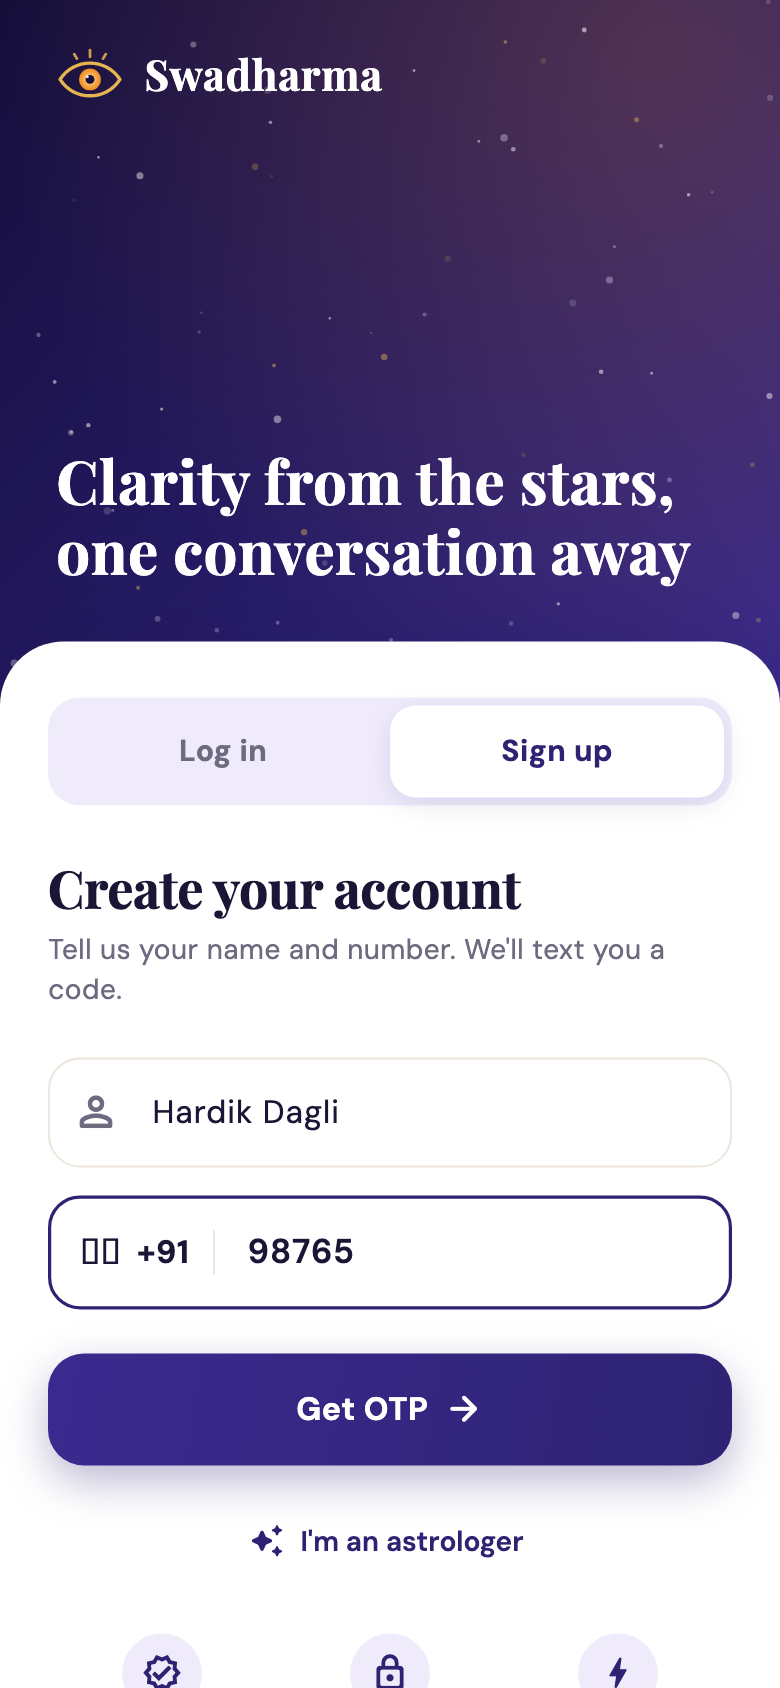 Swadharma
Clarity from the stars,
one conversation away
Log in
Sign up
Create your account
Tell us your name and number. We'll text you a
code.
Hardik Dagli
+91 98765
Get OTP →
I'm an astrologer